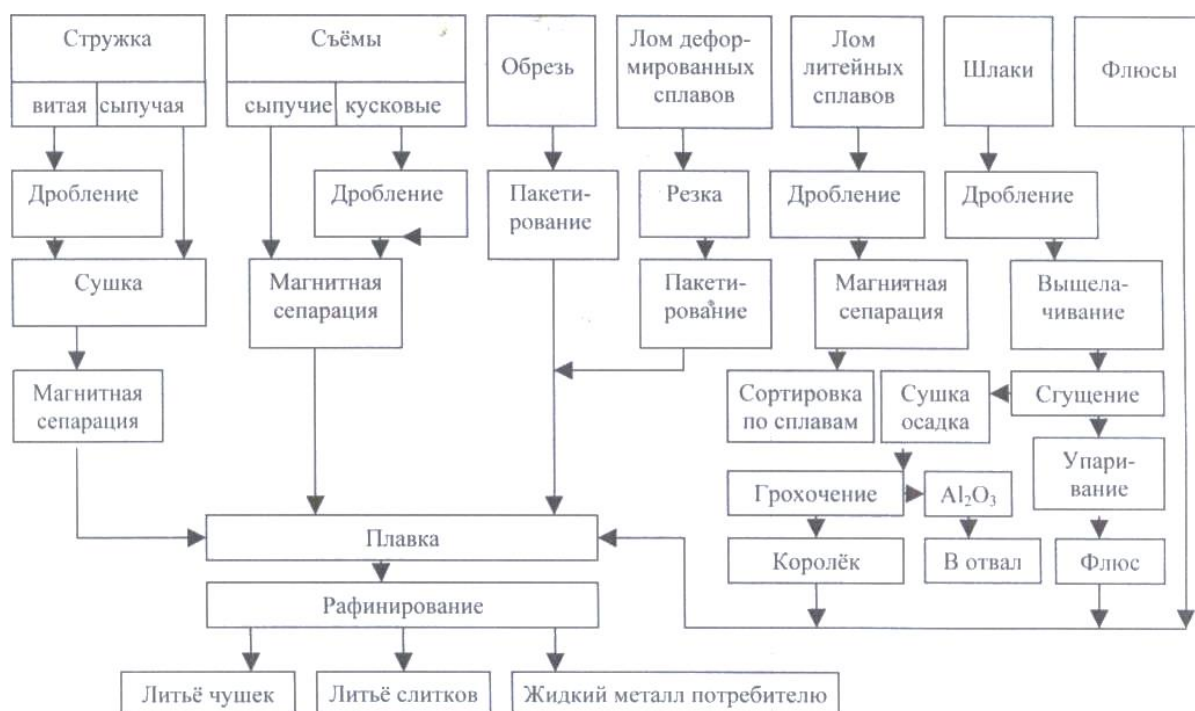 Стружка
витая
сыпучая
Съёмы
сыпучие
кусковые
Обрезь
Лом дефор-
мированных
сплавов
Лом
литейных
сплавов
Шлаки
Флюсы
Дробление
Дробление
Пакети-
рование
Резка
Дробление
Дробление
Сушка
Магнитная
сепарация
Пакети-
рование
Магнитная
сепарация
Выщела-
чивание
Магнитная
сепарация
Сортировка
по сплавам
Сушка
осадка
Сгущение
Упари-
вание
Грохочение
Al₂O₃
Плавка
Королёк
В отвал
Флюс
Рафинирование
Литьё чушек
Литьё слитков
Жидкий металл потребителю